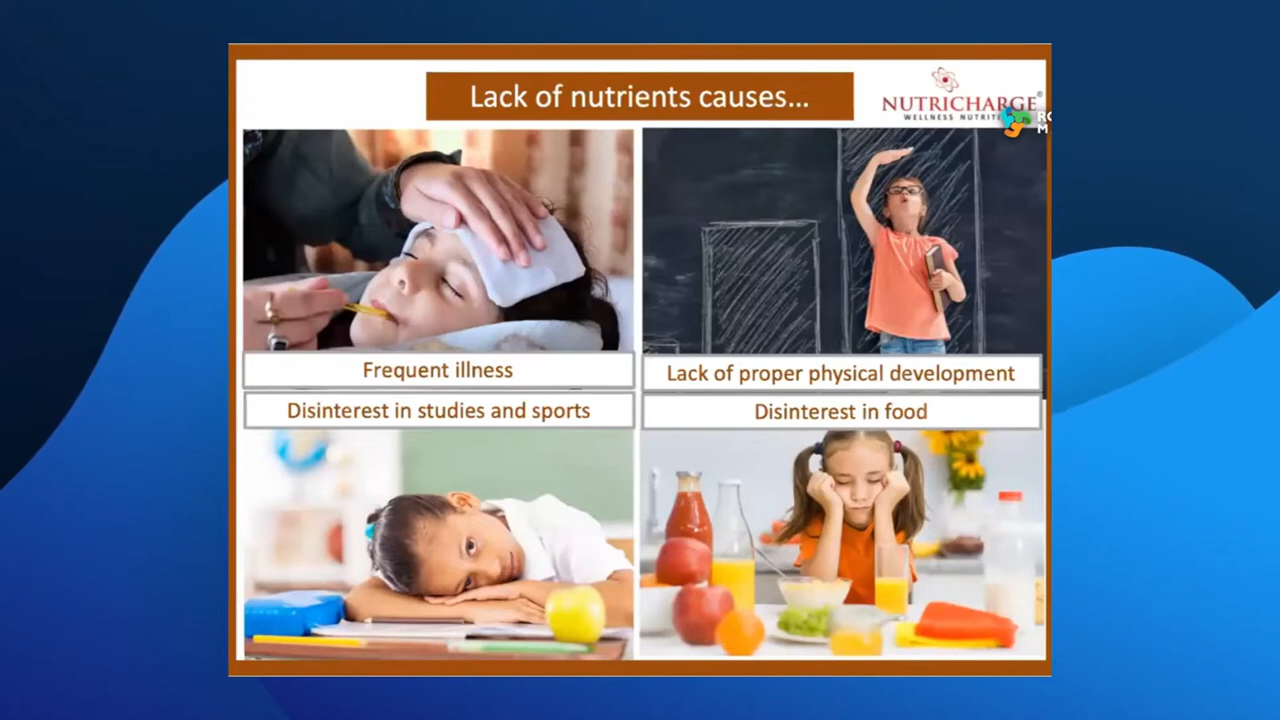 Lack of nutrients causes...
NUTRICHARGE®
WELLNESS
Frequent illness
Lack of proper physical development
Disinterest in studies and sports
Disinterest in food